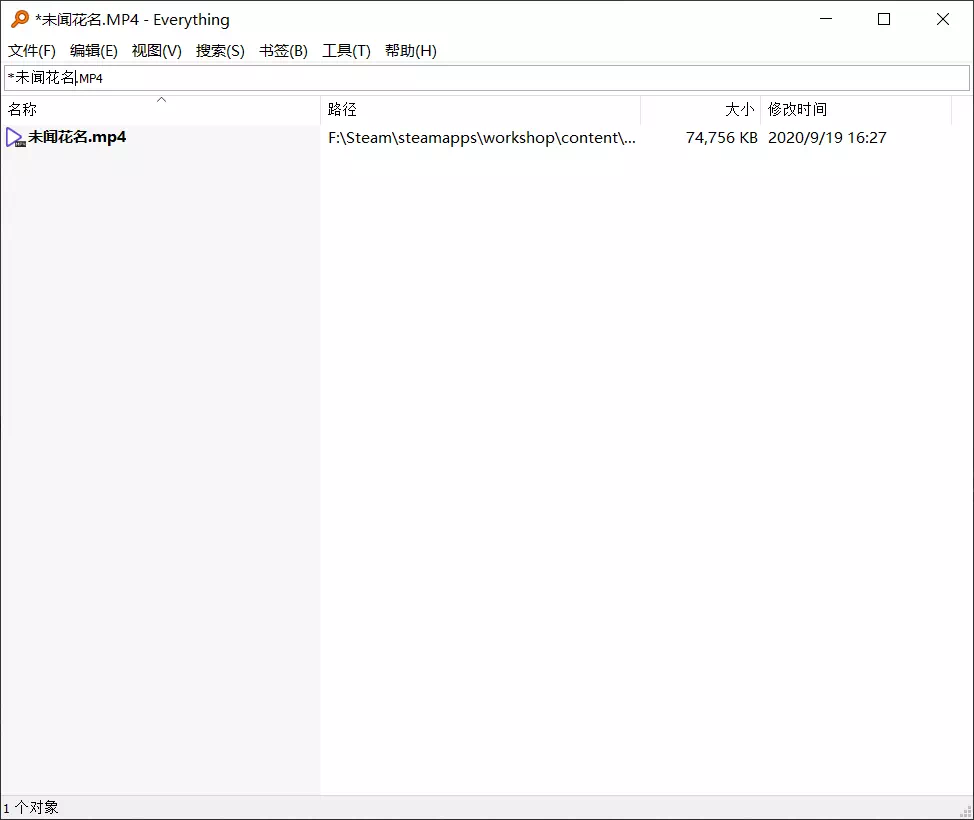 *未闻花名.MP4 - Everything
文件(F) 编辑(E) 视图(V) 搜索(S) 书签(B) 工具(T) 帮助(H)
*未闻花名.MP4
名称 路径 大小 修改时间
未闻花名.mp4 F:\Steam\steamapps\workshop\content\... 74,756 KB 2020/9/19 16:27
1 个对象